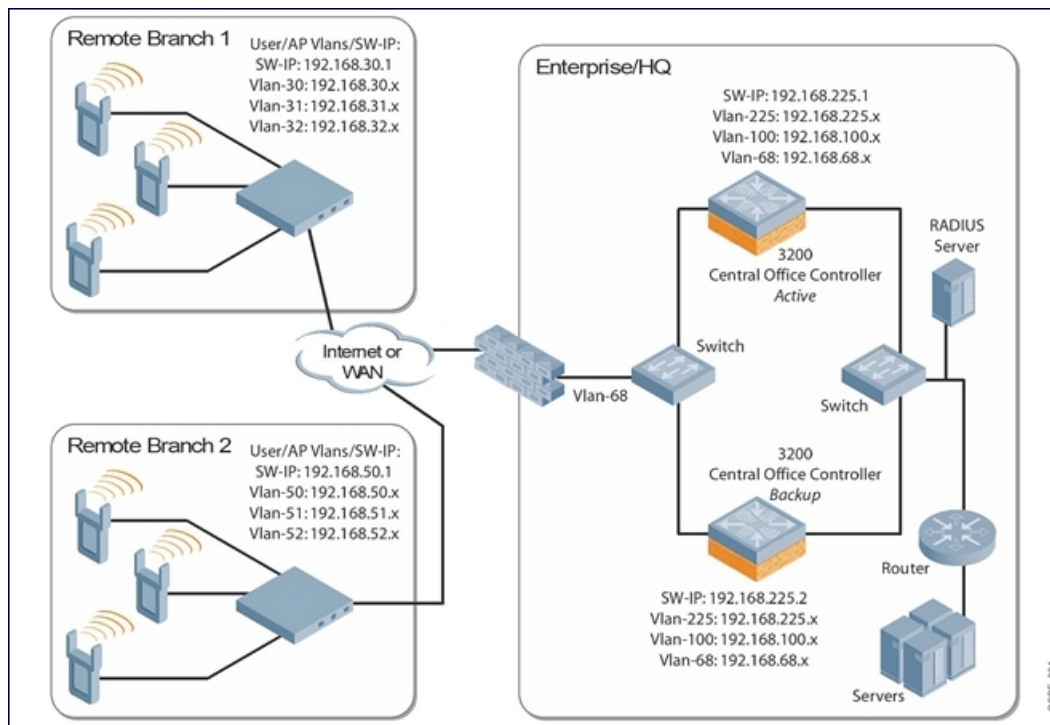 Remote Branch 1
User/AP Vlans/SW-IP:
SW-IP: 192.168.30.1
Vlan-30: 192.168.30.x
Vlan-31: 192.168.31.x
Vlan-32: 192.168.32.x
Internet or
WAN
Remote Branch 2
User/AP Vlans/SW-IP:
SW-IP: 192.168.50.1
Vlan-50: 192.168.50.x
Vlan-51: 192.168.51.x
Vlan-52: 192.168.52.x
Enterprise/HQ
SW-IP: 192.168.225.1
Vlan-225: 192.168.225.x
Vlan-100: 192.168.100.x
Vlan-68: 192.168.68.x
3200
Central Office Controller
Active
RADIUS
Server
Switch
Vlan-68
Switch
3200
Central Office Controller
Backup
SW-IP: 192.168.225.2
Vlan-225: 192.168.225.x
Vlan-100: 192.168.100.x
Vlan-68: 192.168.68.x
Router
Servers